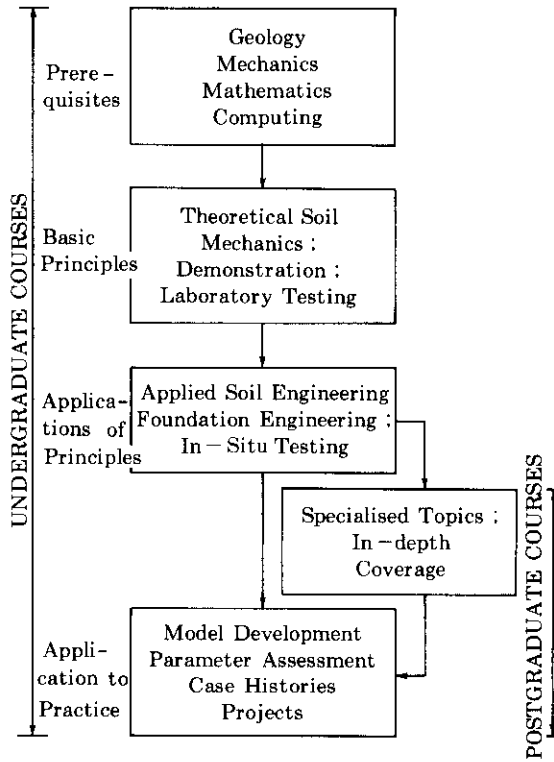 UNDERGRADUATE COURSES
Prere-
quisites
Geology
Mechanics
Mathematics
Computing
Basic
Principles
Theoretical Soil
Mechanics ;
Demonstration ;
Laboratory Testing
Applica-
tions of
Principles
Applied Soil Engineering
Foundation Engineering ;
In-Situ Testing
Specialised Topics ;
In-depth
Coverage
POSTGRADUATE COURSES
Appli-
cation to
Practice
Model Development
Parameter Assessment
Case Histories
Projects